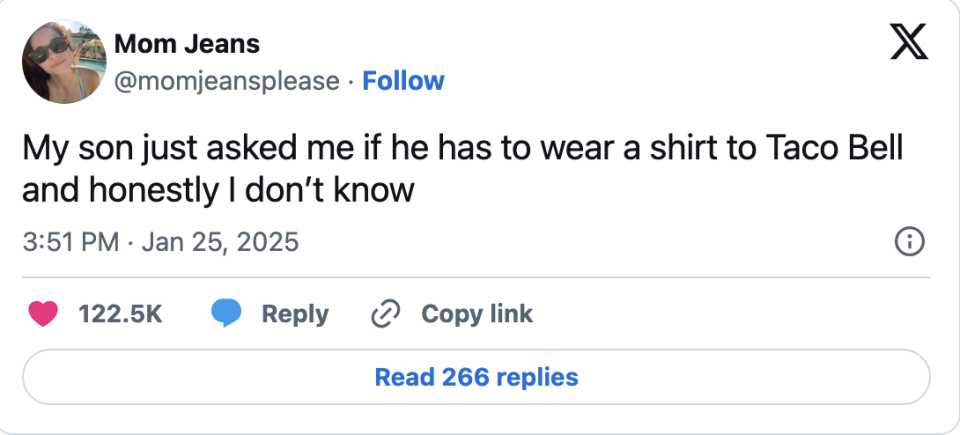 Mom Jeans
@momjeansplease · Follow
My son just asked me if he has to wear a shirt to Taco Bell
and honestly I don’t know
3:51 PM · Jan 25, 2025
122.5K Reply Copy link
Read 266 replies